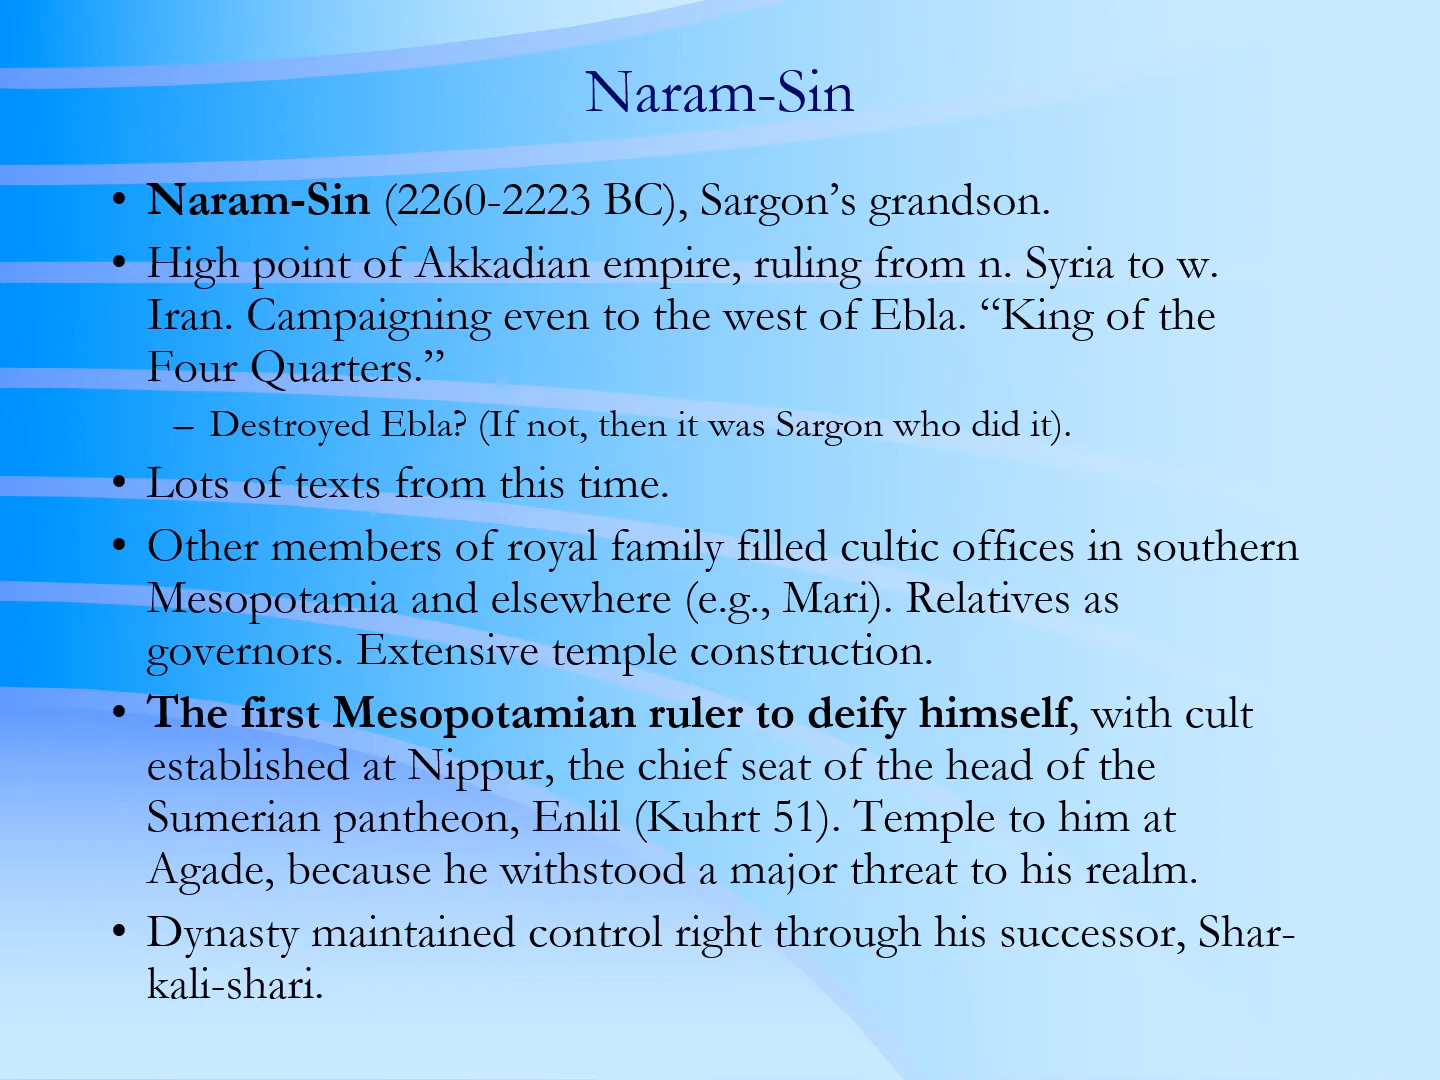 Naram-Sin
• Naram-Sin (2260-2223 BC), Sargon’s grandson.
• High point of Akkadian empire, ruling from n. Syria to w.
Iran. Campaigning even to the west of Ebla. “King of the
Four Quarters.”
– Destroyed Ebla? (If not, then it was Sargon who did it).
• Lots of texts from this time.
• Other members of royal family filled cultic offices in southern
Mesopotamia and elsewhere (e.g., Mari). Relatives as
governors. Extensive temple construction.
• The first Mesopotamian ruler to deify himself, with cult
established at Nippur, the chief seat of the head of the
Sumerian pantheon, Enlil (Kuhrt 51). Temple to him at
Agade, because he withstood a major threat to his realm.
• Dynasty maintained control right through his successor, Shar-
kali-shari.